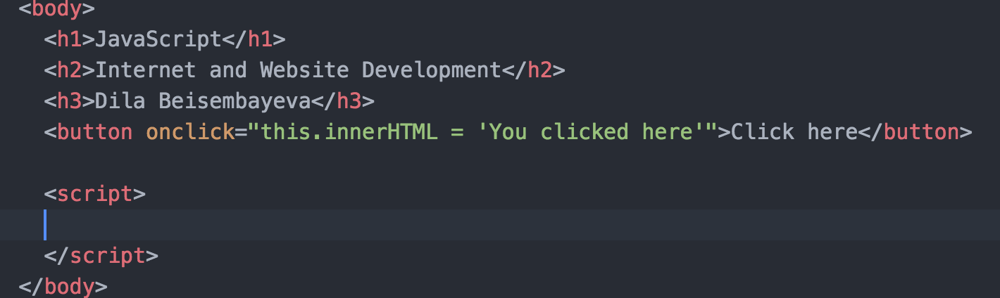 <body>
<h1>JavaScript</h1>
<h2>Internet and Website Development</h2>
<h3>Dila Beisembayeva</h3>
<button onclick="this.innerHTML = 'You clicked here'">Click here</button>
<script>
</script>
</body>